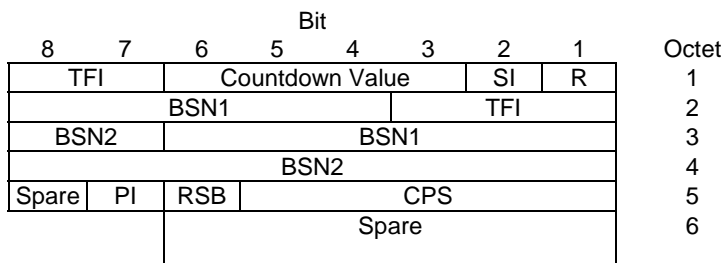 Bit
8 7 6 5 4 3 2 1 Octet
TFI Countdown Value SI R 1
BSN1 TFI 2
BSN2 BSN1 3
BSN2 4
Spare PI RSB CPS 5
Spare 6